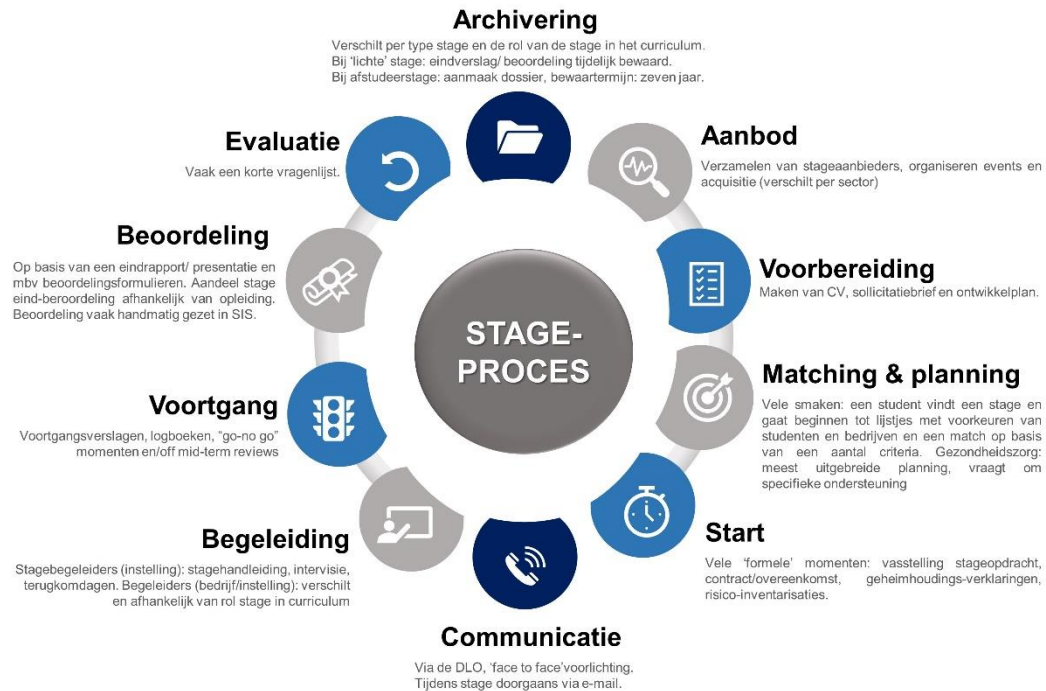 Archivering
Verschilt per type stage en de rol van de stage in het curriculum.
Bij 'lichte' stage: eindverslag/ beoordeling tijdelijk bewaard.
Bij afstudeerstage: aanmaak dossier, bewaartermijn: zeven jaar.
Aanbod
Verzamelen van stageaanbieders, organiseren events en
acquisitie (verschilt per sector)
Voorbereiding
Maken van CV, sollicitatiebrief en ontwikkelplan.
Matching & planning
Vele smaken: een student vindt een stage en
gaat beginnen tot lijstjes met voorkeuren van
studenten en bedrijven en een match op basis
van een aantal criteria. Gezondheidszorg:
meest uitgebreide planning, vraagt om
specifieke ondersteuning
Start
Vele 'formele' momenten: vasstelling stageopdracht,
contract/overeenkomst, geheimhoudings-verklaringen,
risico-inventarisaties.
Communicatie
Via de DLO, 'face to face'voorlichting.
Tijdens stage doorgaans via e-mail.
Begeleiding
Stagebegeleiders (instelling): stagehandleiding, intervisie,
terugkomdagen. Begeleiders (bedrijf/instelling): verschilt
en afhankelijk van rol stage in curriculum
Voortgang
Voortgangsverslagen, logboeken, "go-no go"
momenten en/off mid-term reviews
Beoordeling
Op basis van een eindrapport/ presentatie en
mbv beoordelingsformulieren. Aandeel stage
eind-beroordeling afhankelijk van opleiding.
Beoordeling vaak handmatig gezet in SIS.
Evaluatie
Vaak een korte vragenlijst.
STAGE-
PROCES